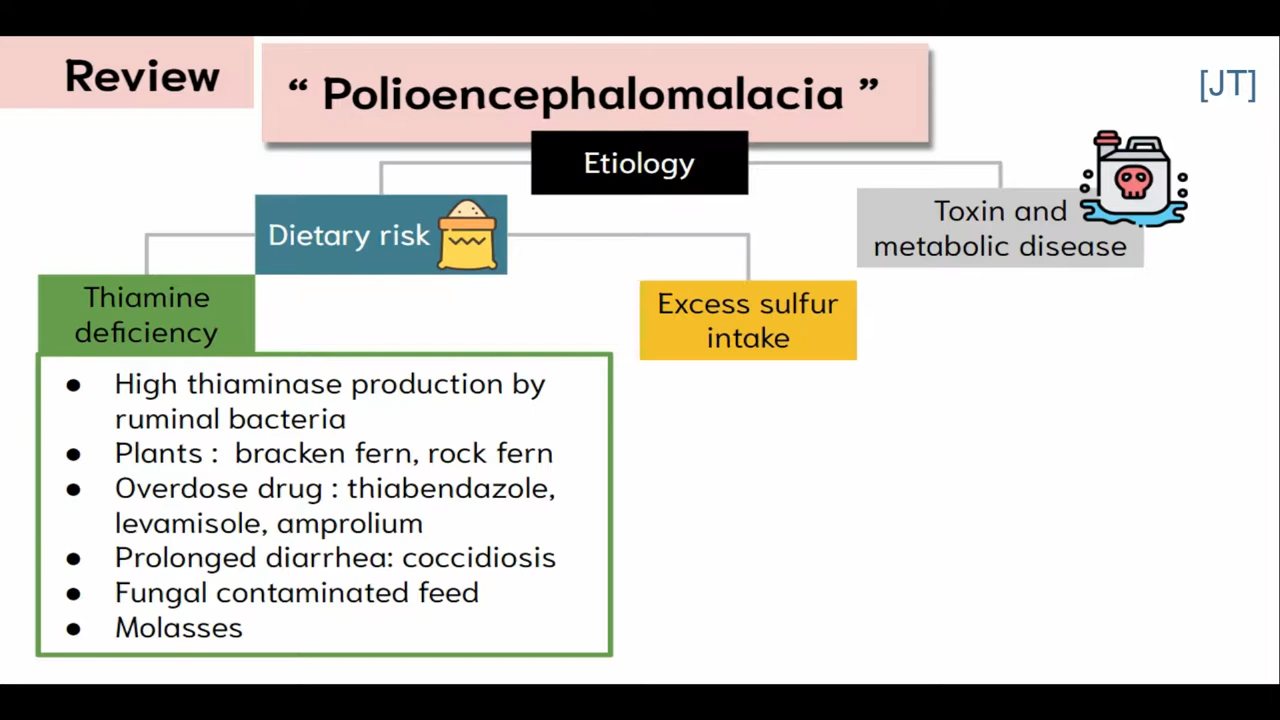 Review
“ Polioencephalomalacia ”
[JT]
Etiology
Dietary risk
Toxin and
metabolic disease
Thiamine
deficiency
Excess sulfur
intake
● High thiaminase production by
ruminal bacteria
● Plants : bracken fern, rock fern
● Overdose drug : thiabendazole,
levamisole, amprolium
● Prolonged diarrhea: coccidiosis
● Fungal contaminated feed
● Molasses